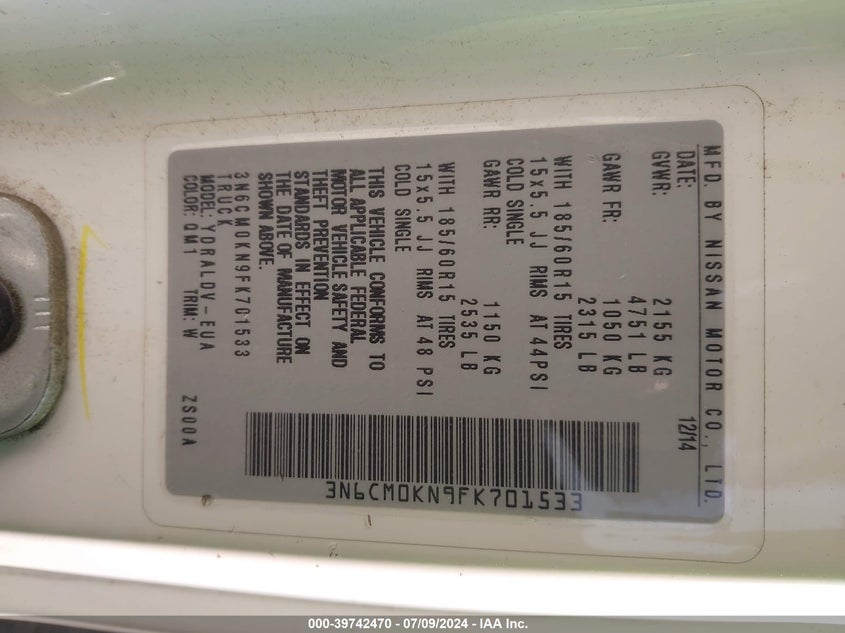 MFD. BY NISSAN MOTOR CO., LTD.
DATE: 12/14
GVWR: 2155 KG
4751 LB
GAWR FR: 1050 KG
2315 LB
WITH 185/60R15 TIRES
15x5.5 JJ RIMS AT 44PSI
COLD SINGLE
GAWR RR: 1150 KG
2535 LB
WITH 185/60R15 TIRES
15x5.5 JJ RIMS AT 48 PSI
COLD SINGLE
THIS VEHICLE CONFORMS TO
ALL APPLICABLE FEDERAL
MOTOR VEHICLE SAFETY AND
THEFT PREVENTION
STANDARDS IN EFFECT ON
THE DATE OF MANUFACTURE
SHOWN ABOVE.
3N6CM0KN9FK701533
TRUCK
MODEL: YDRALDV-EUA
COLOR: QM1 TRIM: W ZS00A
3N6CM0KN9FK701533
000-39742470 - 07/09/2024 - IAA Inc.